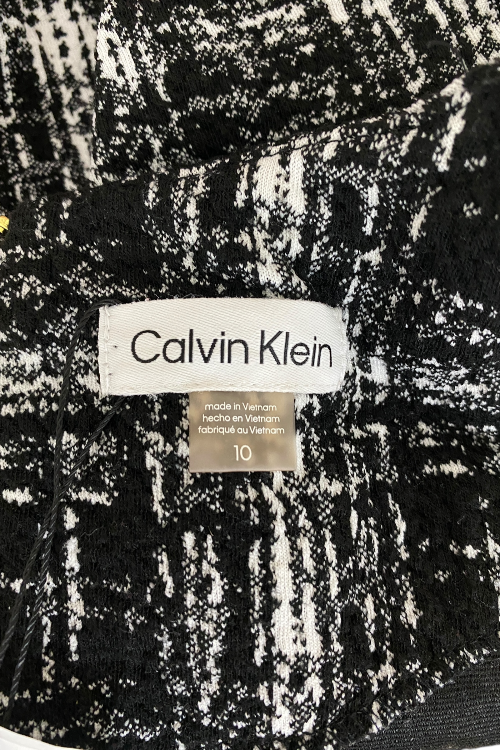 Calvin Klein
made in Vietnam
hecho en Vietnam
fabriqué au Vietnam
10